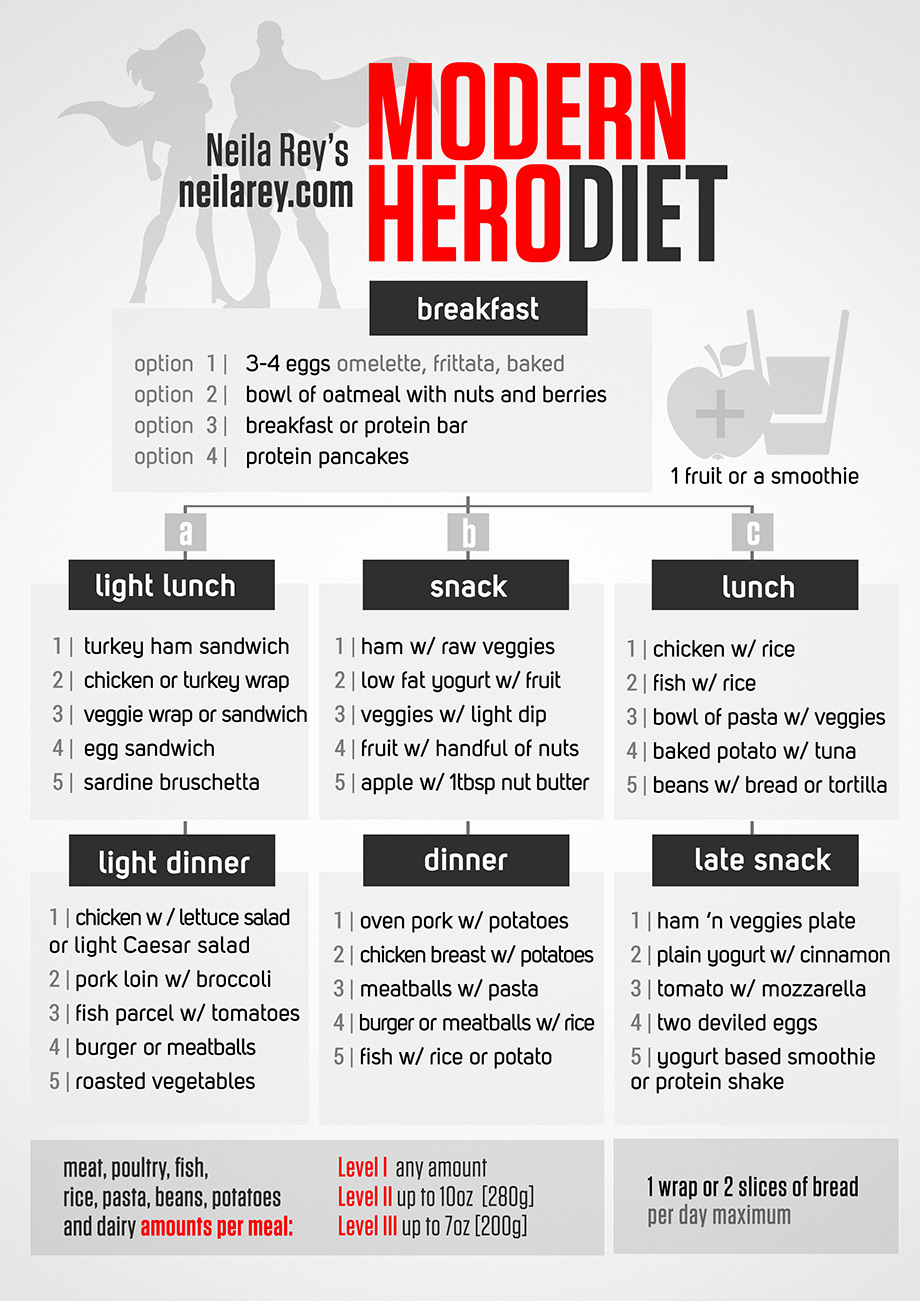 Neila Rey's
neilarey.com
MODERN
HERODIET
breakfast
option 1 | 3-4 eggs omelette, frittata, baked
option 2 | bowl of oatmeal with nuts and berries
option 3 | breakfast or protein bar
option 4 | protein pancakes
+
1 fruit or a smoothie
a
light lunch
1 | turkey ham sandwich
2 | chicken or turkey wrap
3 | veggie wrap or sandwich
4 | egg sandwich
5 | sardine bruschetta
b
snack
1 | ham w/ raw veggies
2 | low fat yogurt w/ fruit
3 | veggies w/ light dip
4 | fruit w/ handful of nuts
5 | apple w/ 1tbsp nut butter
c
lunch
1 | chicken w/ rice
2 | fish w/ rice
3 | bowl of pasta w/ veggies
4 | baked potato w/ tuna
5 | beans w/ bread or tortilla
light dinner
1 | chicken w / lettuce salad
or light Caesar salad
2 | pork loin w/ broccoli
3 | fish parcel w/ tomatoes
4 | burger or meatballs
5 | roasted vegetables
dinner
1 | oven pork w/ potatoes
2 | chicken breast w/ potatoes
3 | meatballs w/ pasta
4 | burger or meatballs w/ rice
5 | fish w/ rice or potato
late snack
1 | ham 'n veggies plate
2 | plain yogurt w/ cinnamon
3 | tomato w/ mozzarella
4 | two deviled eggs
5 | yogurt based smoothie
or protein shake
meat, poultry, fish,
rice, pasta, beans, potatoes
and dairy amounts per meal:
Level I any amount
Level II up to 10oz [280g]
Level III up to 7oz [200g]
1 wrap or 2 slices of bread
per day maximum